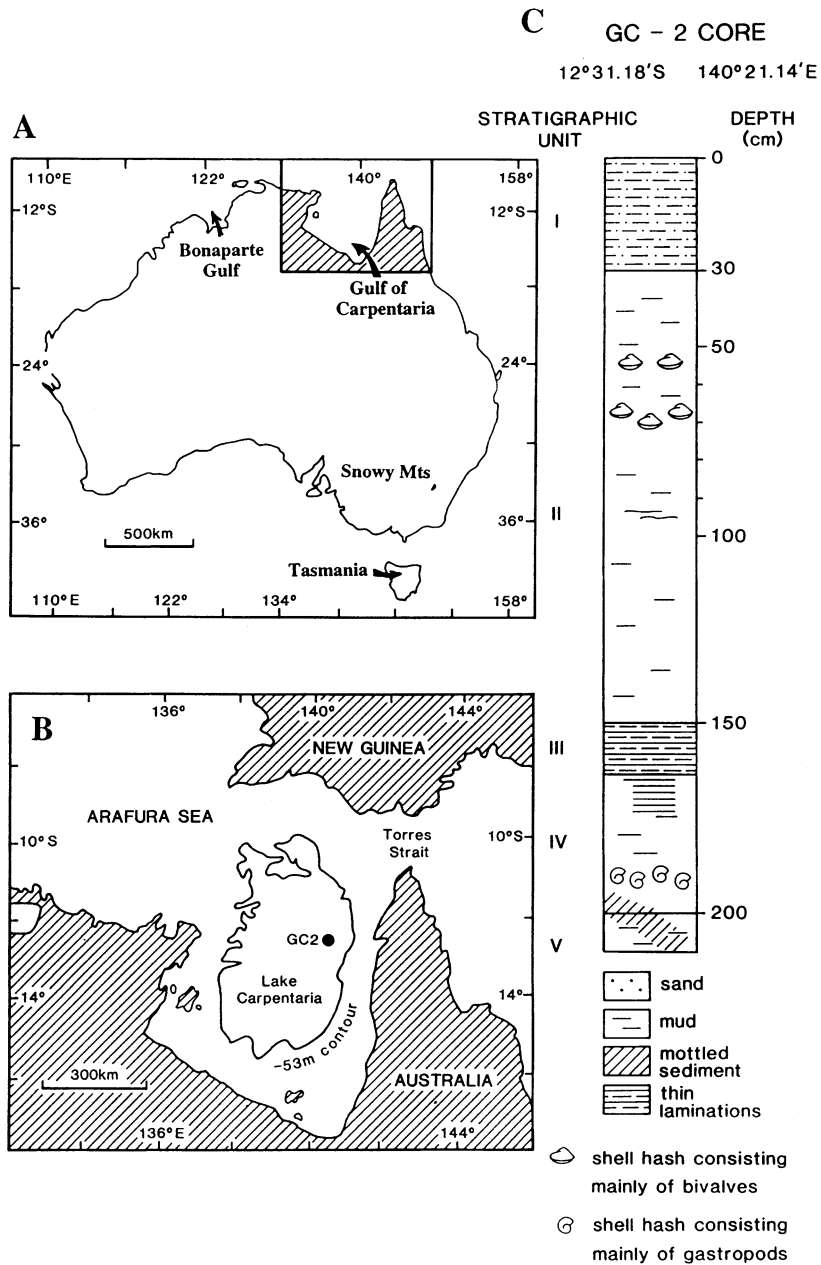 A
110°E 122° 140° 158°
12°S 12°S
Bonaparte
Gulf
Gulf of
Carpentaria
24° 24°
Snowy Mts
36° 36°
500km
Tasmania
110°E 122° 134° 158°
B
136° 140° 144°
NEW GUINEA
ARAFURA SEA
10°S 10°S
Torres
Strait
GC2
Lake
Carpentaria
14° 14°
-53m contour
300km
AUSTRALIA
136°E 144°
C
GC - 2 CORE
12°31.18'S 140°21.14'E
STRATIGRAPHIC
UNIT
DEPTH
(cm)
0
I
30
50
II
100
150
III
IV
200
V
sand
mud
mottled
sediment
thin
laminations
shell hash consisting
mainly of bivalves
shell hash consisting
mainly of gastropods